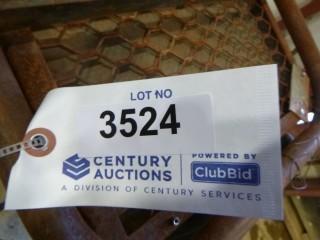 LOT NO
3524
CENTURY AUCTIONS
POWERED BY
ClubBid
A DIVISION OF CENTURY SERVICES